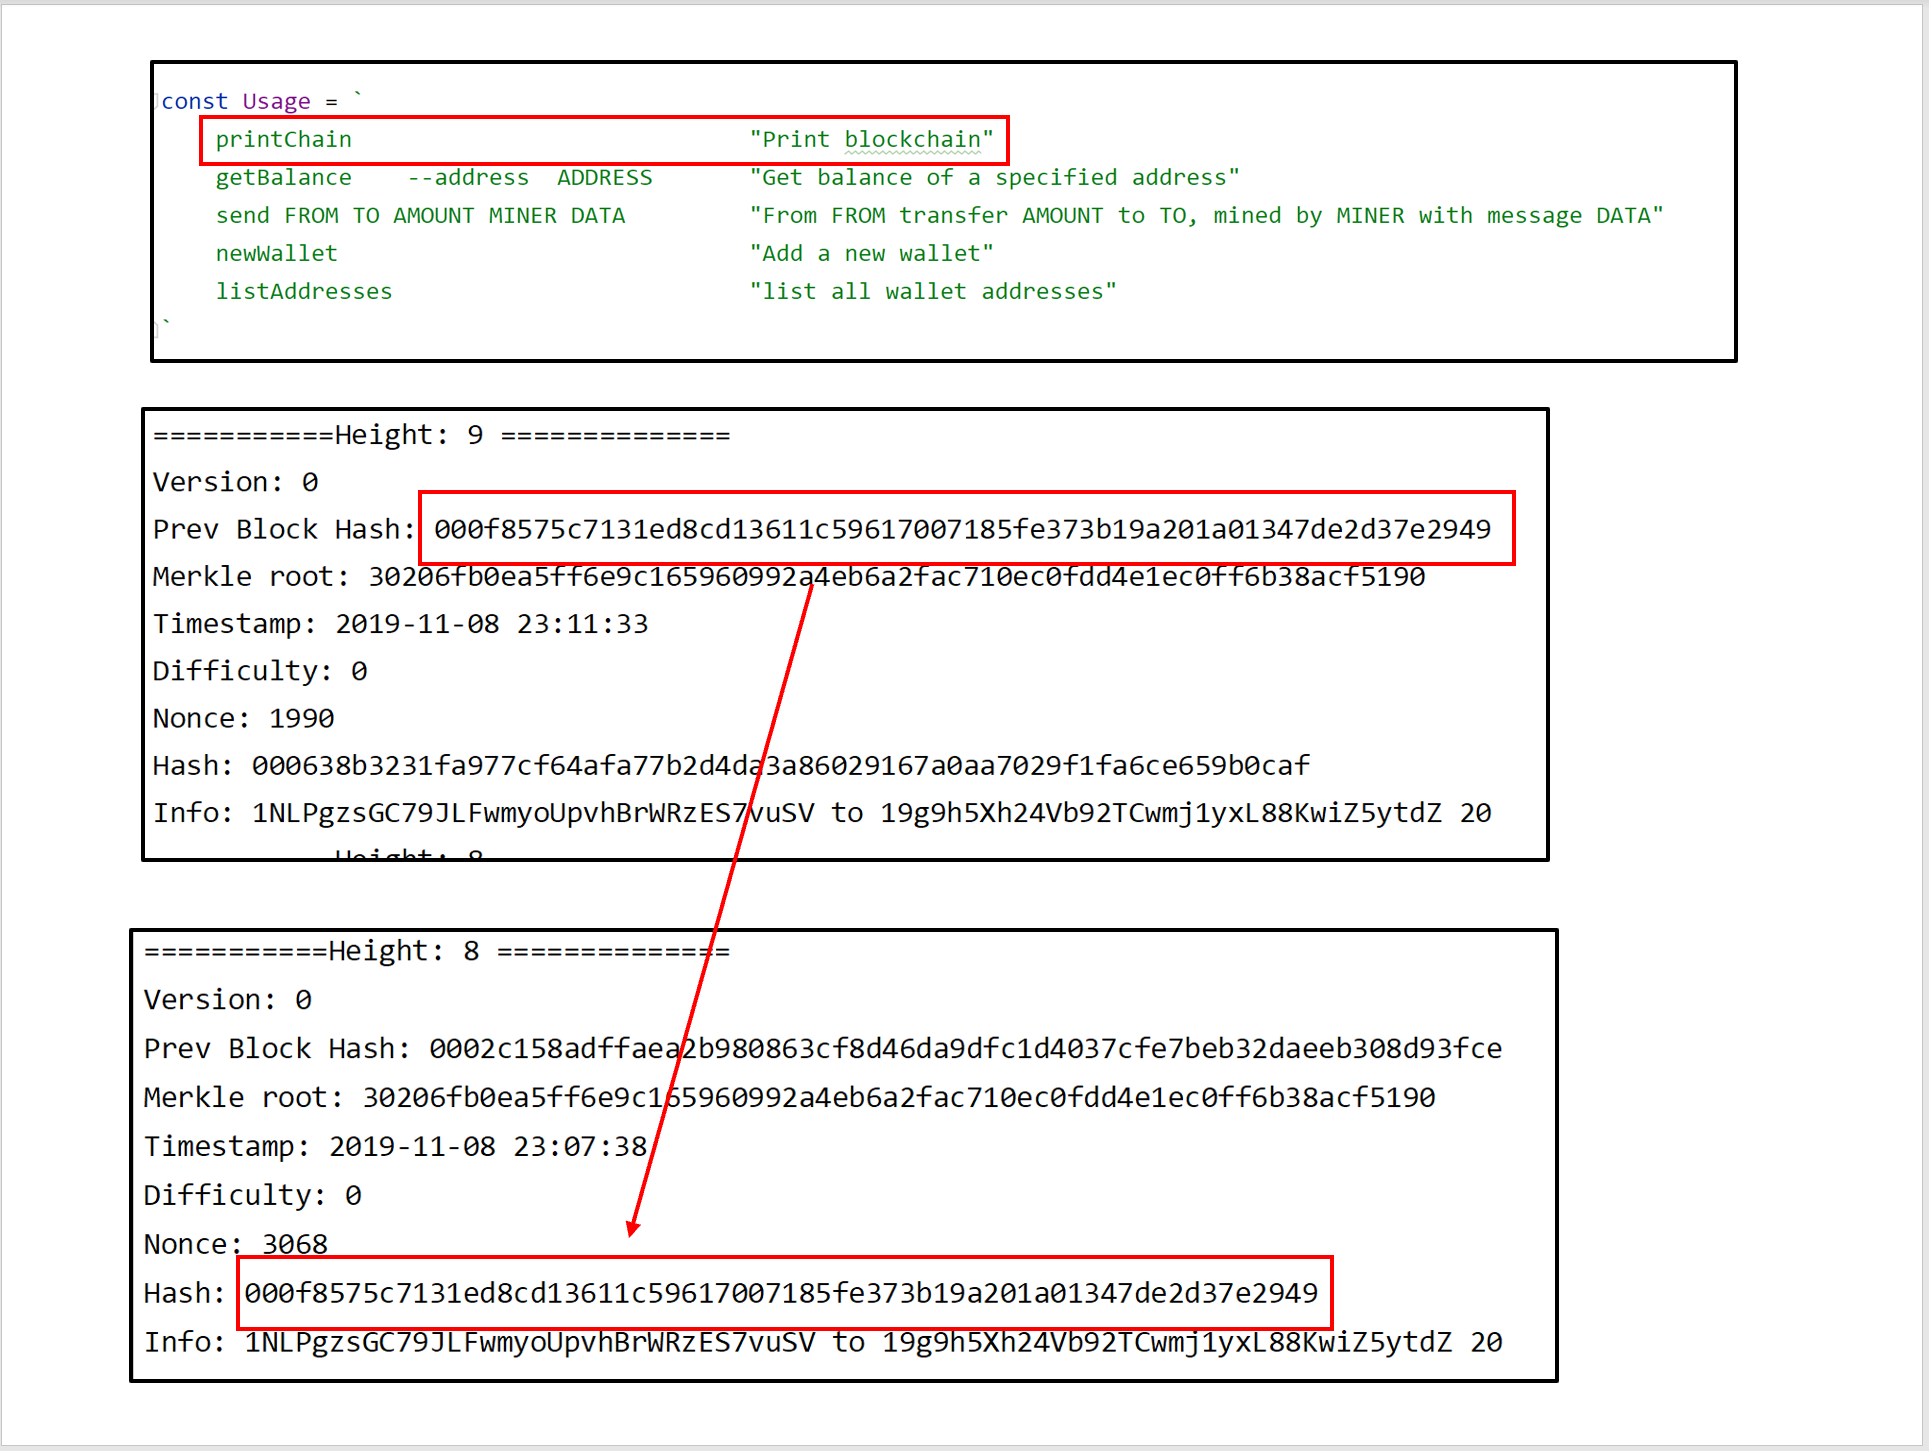 const Usage = `
printChain "Print blockchain"
getBalance --address ADDRESS "Get balance of a specified address"
send FROM TO AMOUNT MINER DATA "From FROM transfer AMOUNT to TO, mined by MINER with message DATA"
newWallet "Add a new wallet"
listAddresses "list all wallet addresses"
`
===========Height: 9 ==============
Version: 0
Prev Block Hash: 000f8575c7131ed8cd13611c59617007185fe373b19a201a01347de2d37e2949
Merkle root: 30206fb0ea5ff6e9c165960992a4eb6a2fac710ec0fdd4e1ec0ff6b38acf5190
Timestamp: 2019-11-08 23:11:33
Difficulty: 0
Nonce: 1990
Hash: 000638b3231fa977cf64afa77b2d4da3a86029167a0aa7029f1fa6ce659b0caf
Info: 1NLPgzsGC79JLFwmyoUpvhBrWRzES7vuSV to 19g9h5Xh24Vb92TCwmj1yxL88KwiZ5ytdZ 20
Height: 8
===========Height: 8 ==============
Version: 0
Prev Block Hash: 0002c158adffaea2b980863cf8d46da9dfc1d4037cfe7beb32daeeb308d93fce
Merkle root: 30206fb0ea5ff6e9c165960992a4eb6a2fac710ec0fdd4e1ec0ff6b38acf5190
Timestamp: 2019-11-08 23:07:38
Difficulty: 0
Nonce: 3068
Hash: 000f8575c7131ed8cd13611c59617007185fe373b19a201a01347de2d37e2949
Info: 1NLPgzsGC79JLFwmyoUpvhBrWRzES7vuSV to 19g9h5Xh24Vb92TCwmj1yxL88KwiZ5ytdZ 20